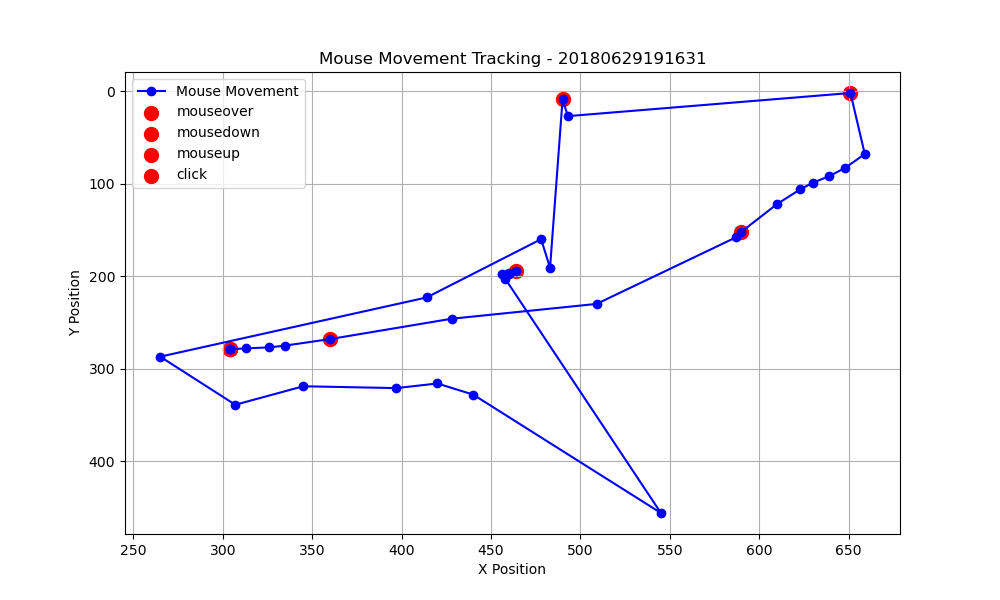 Mouse Movement Tracking - 20180629191631
Mouse Movement
mouseover
mousedown
mouseup
click
0
100
200
300
400
Y Position
250 300 350 400 450 500 550 600 650
X Position